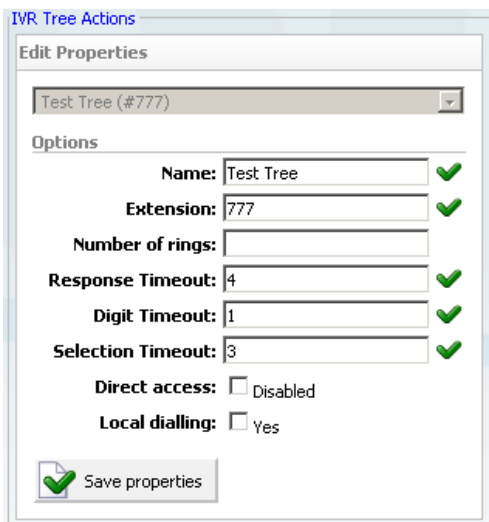 IVR Tree Actions
Edit Properties
Test Tree (#777)
Options
Name: Test Tree
Extension: 777
Number of rings:
Response Timeout: 4
Digit Timeout: 1
Selection Timeout: 3
Direct access: Disabled
Local dialling: Yes
Save properties